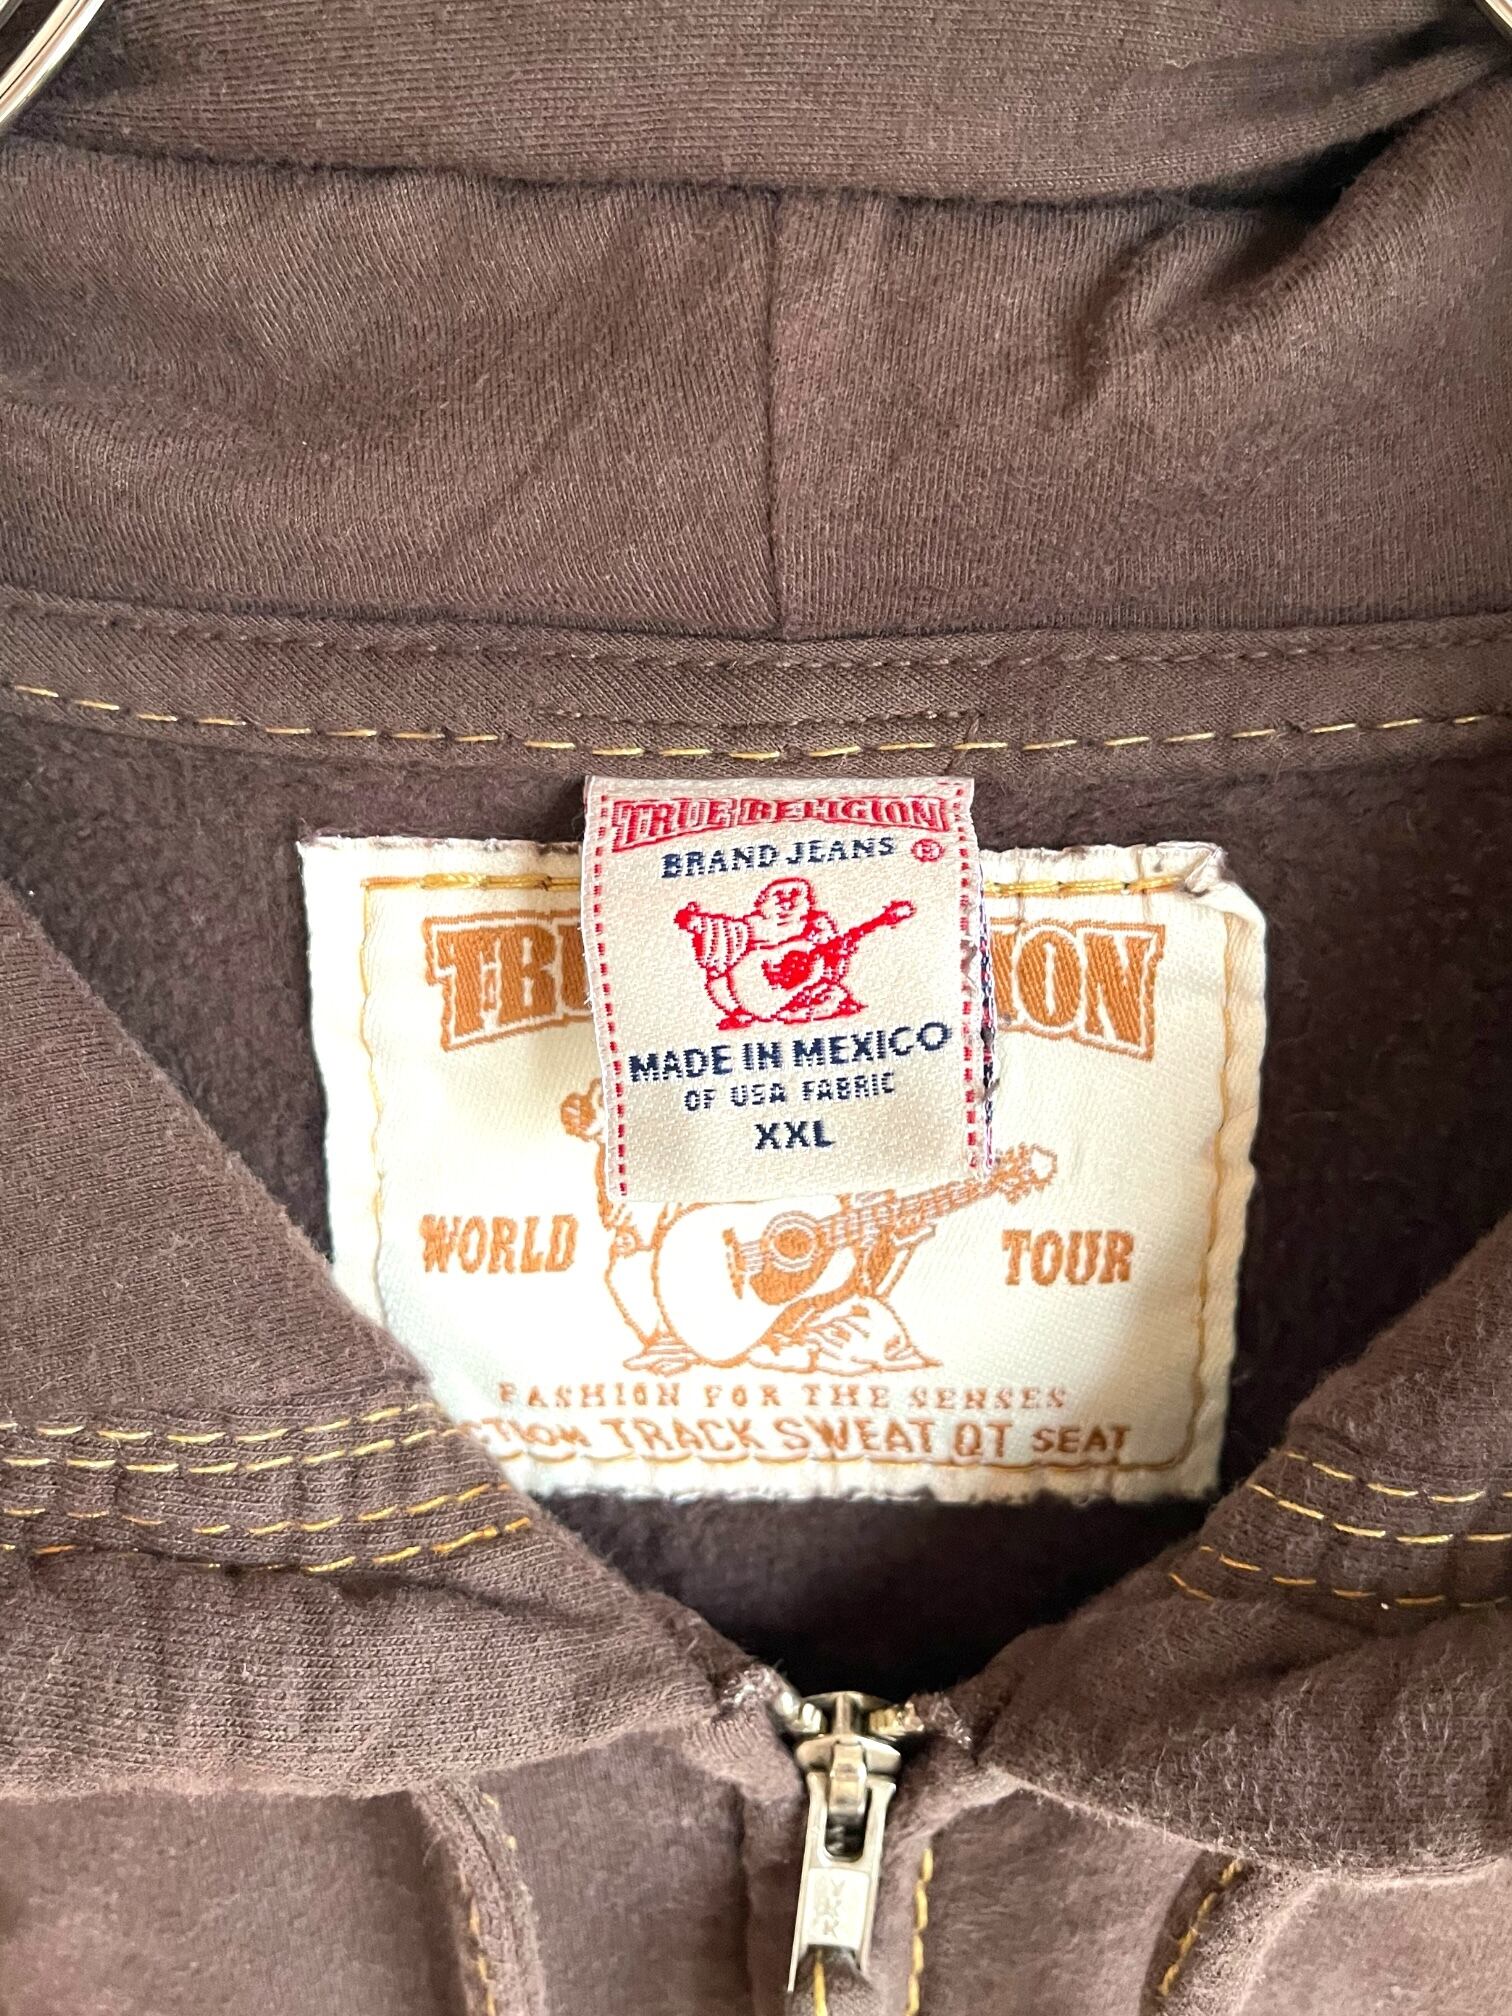 TRUE RELIGION
BRAND JEANS ®
MADE IN MEXICO
OF USA FABRIC
XXL
WORLD TOUR
FASHION FOR THE SENSES
TRACK SWEAT QT SEAT